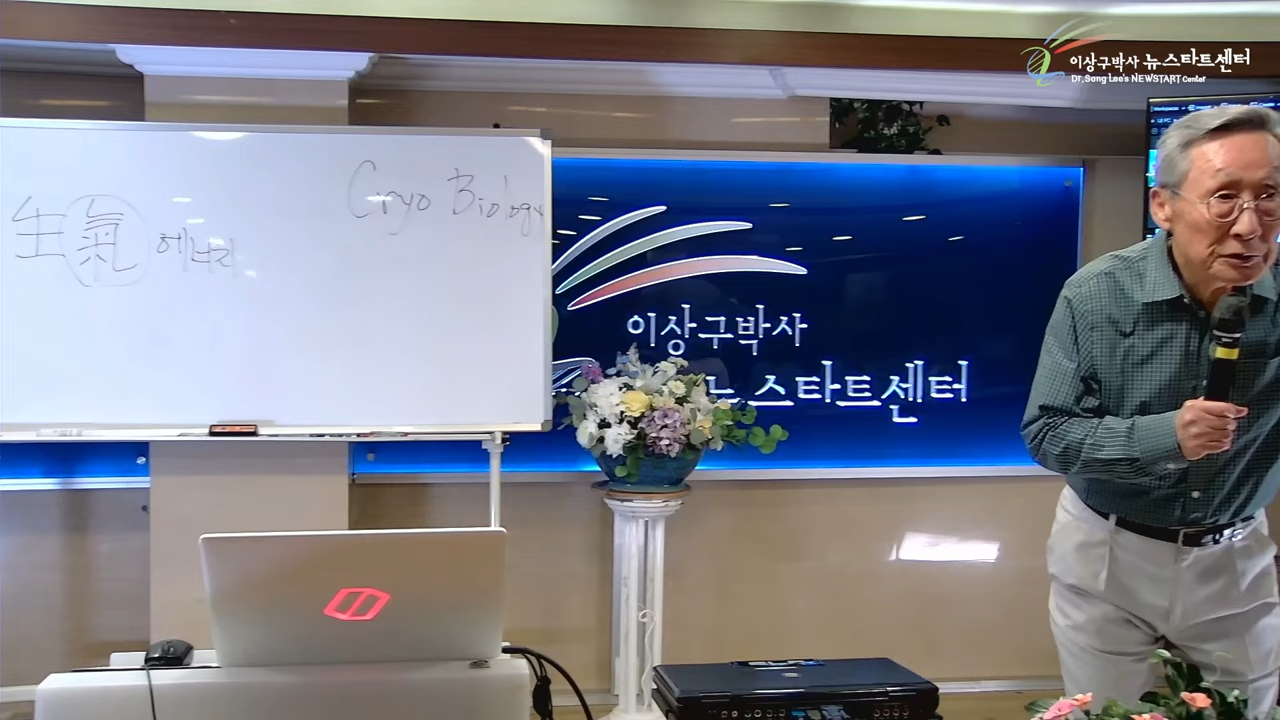 이상구박사 뉴스타트센터
Dr. Sang Lee's NEWSTART Center
Cryo Biology
生氣 에너지
이상구박사
뉴스타트센터